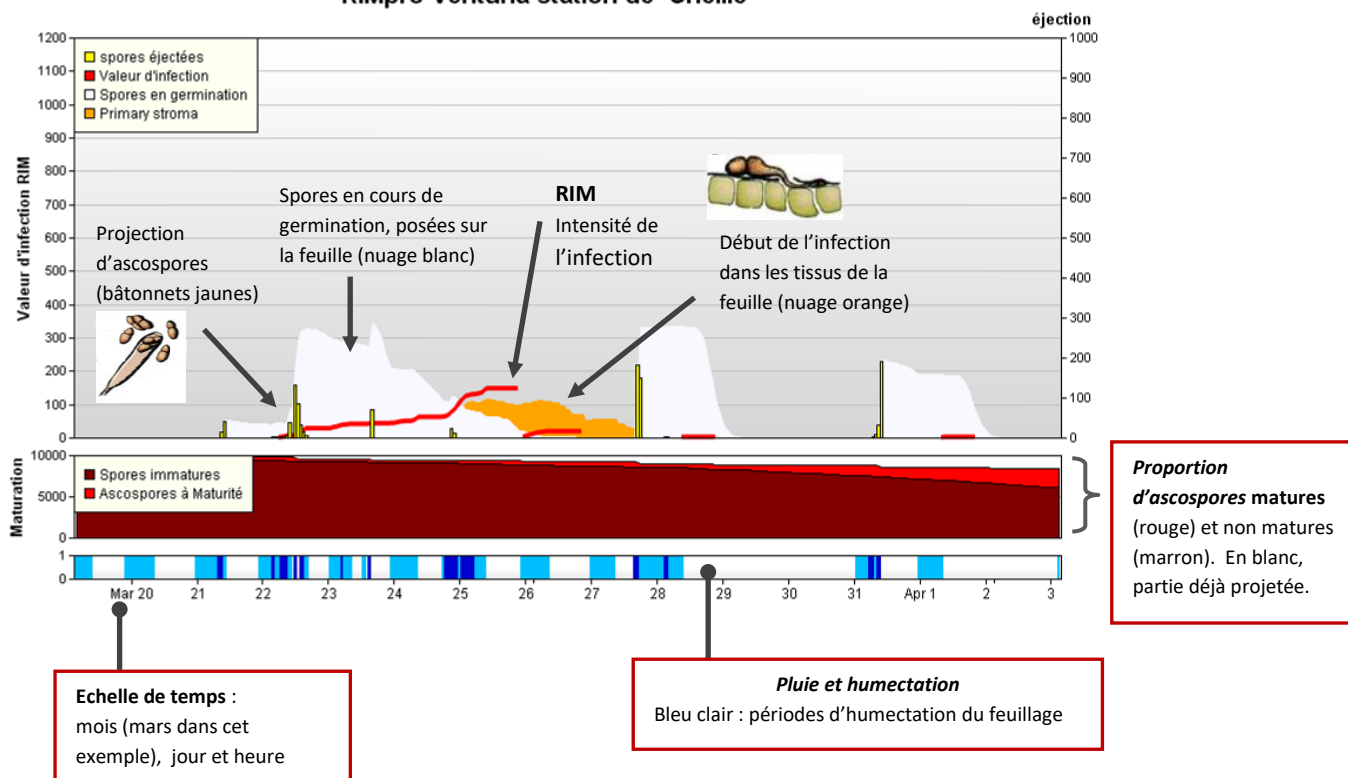 éjection
1200
1100
1000
900
800
700
600
500
400
300
200
100
0
Valeur d'infection RIM
spores éjectées
Valeur d'infection
Spores en germination
Primary stroma
1000
900
800
700
600
500
400
300
200
100
0
Projection
d'ascospores
(bâtonnets jaunes)
Spores en cours de
germination, posées sur
la feuille (nuage blanc)
RIM
Intensité de
l'infection
Début de l'infection
dans les tissus de la
feuille (nuage orange)
10000
5000
0
Maturation
Spores immatures
Ascospores à Maturité
1
0
Mar 20 21 22 23 24 25 26 27 28 29 30 31 Apr 1 2 3
Proportion
d'ascospores matures
(rouge) et non matures
(marron). En blanc,
partie déjà projetée.
Echelle de temps :
mois (mars dans cet
exemple), jour et heure
Pluie et humectation
Bleu clair : périodes d'humectation du feuillage